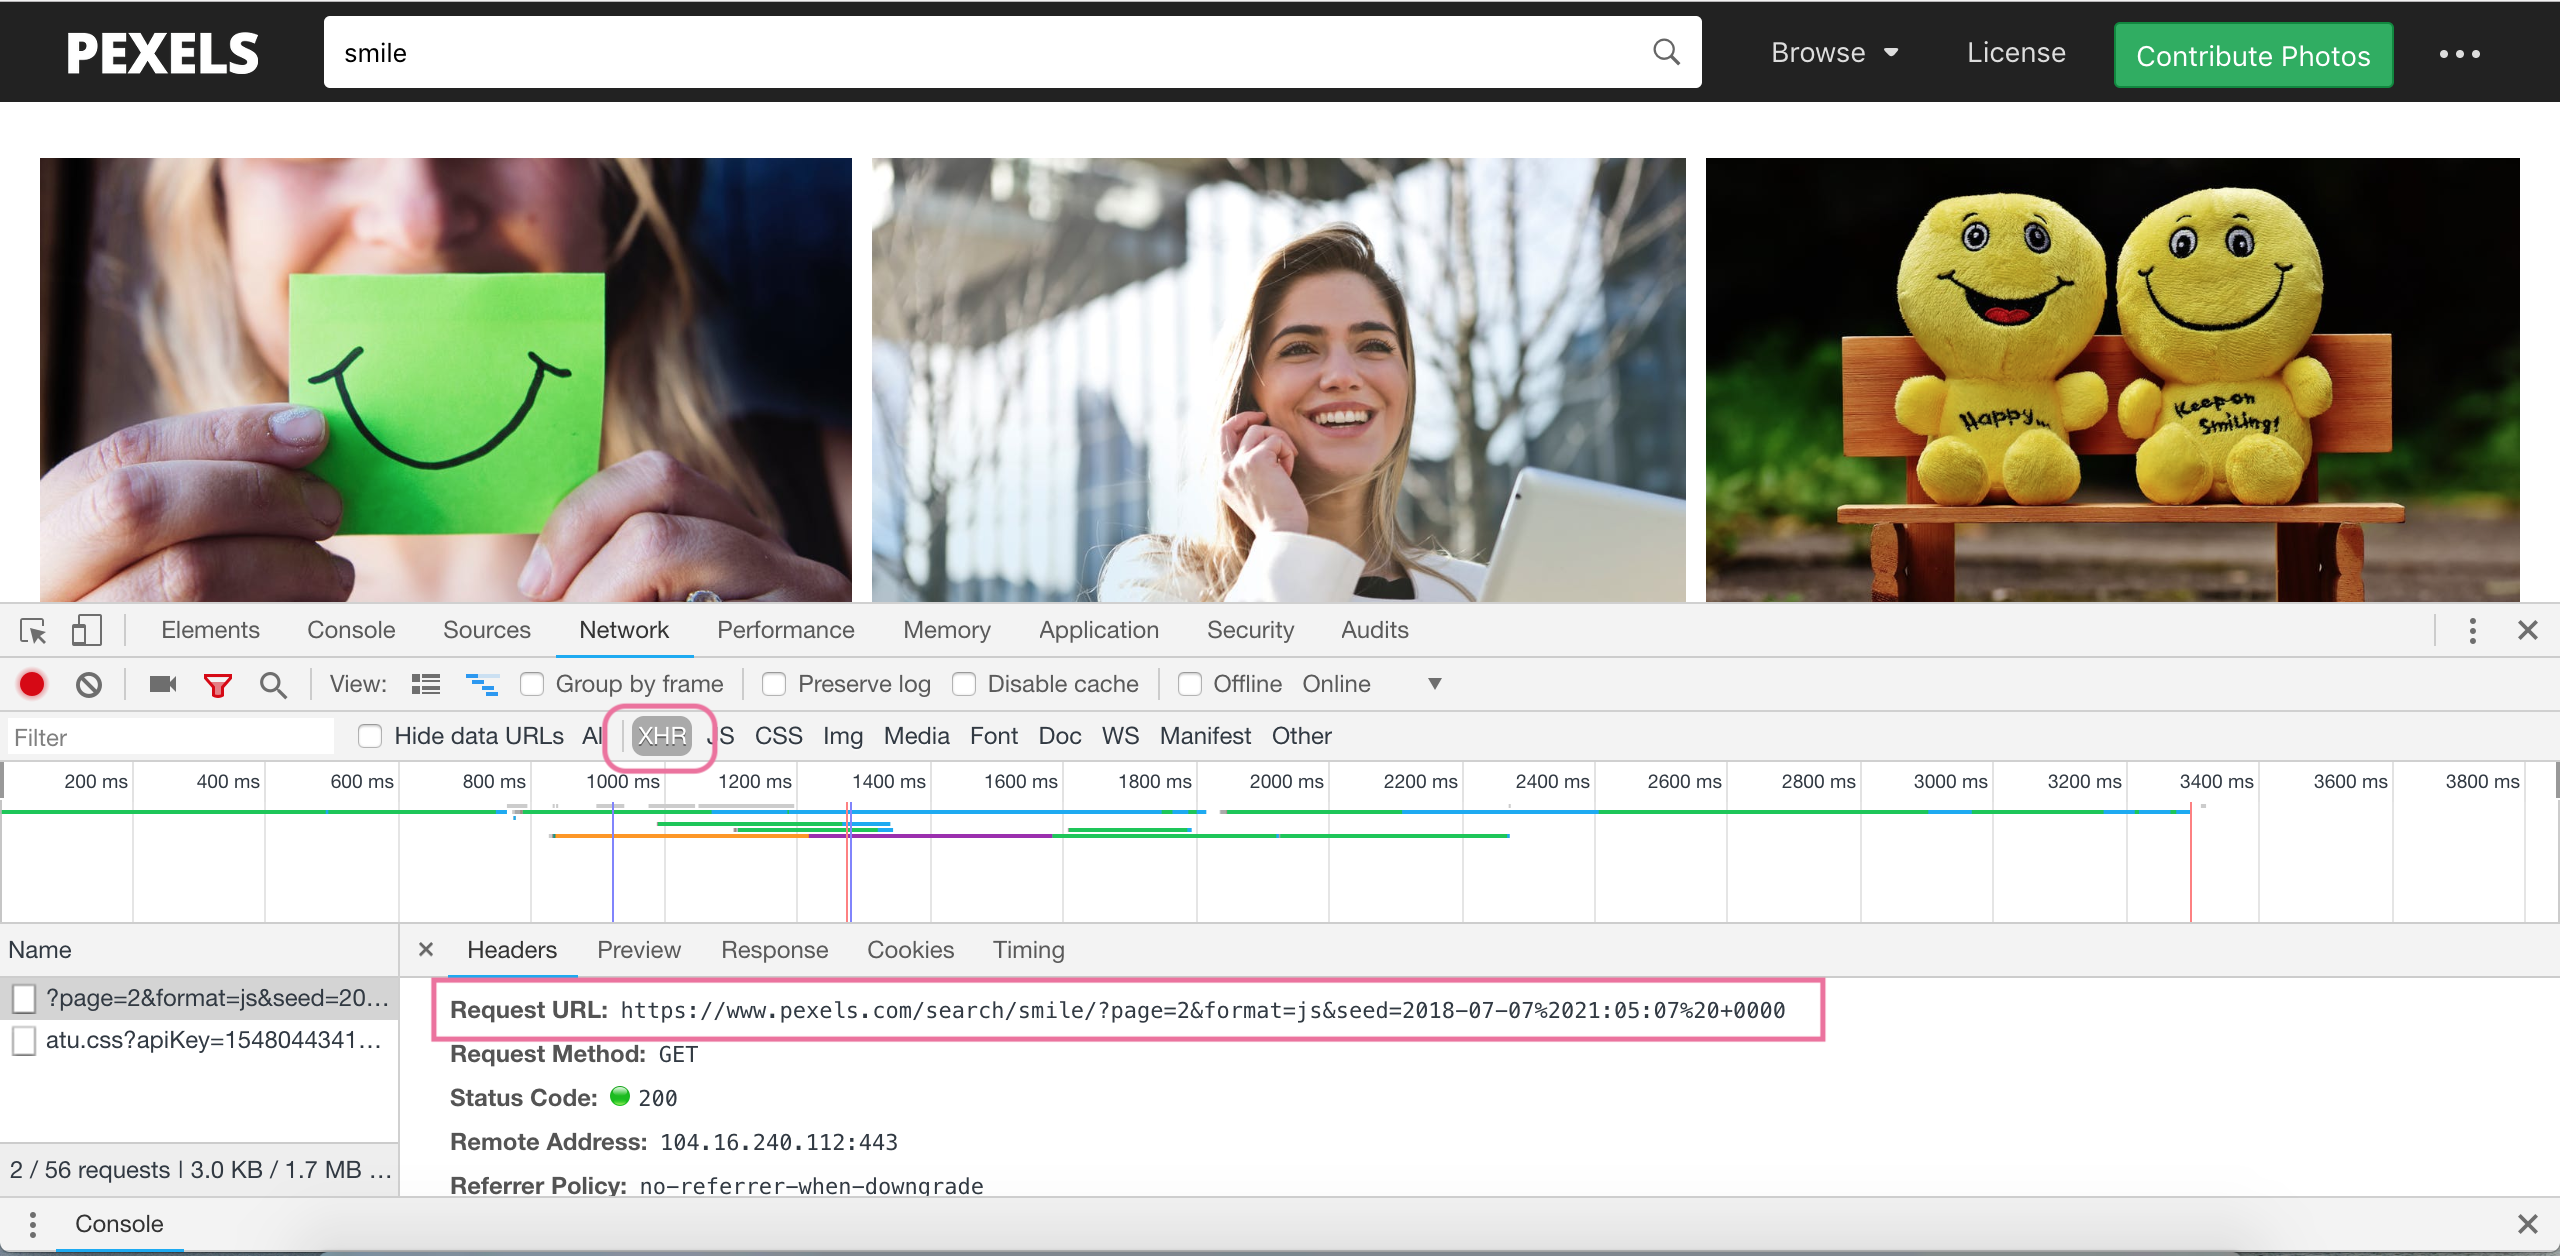 PEXELS smile Browse License Contribute Photos
Happy... Keep on
Smiling!
Elements Console Sources Network Performance Memory Application Security Audits
View: Group by frame Preserve log Disable cache Offline Online
Filter Hide data URLs Al XHR JS CSS Img Media Font Doc WS Manifest Other
200 ms 400 ms 600 ms 800 ms 1000 ms 1200 ms 1400 ms 1600 ms 1800 ms 2000 ms 2200 ms 2400 ms 2600 ms 2800 ms 3000 ms 3200 ms 3400 ms 3600 ms 3800 ms
Name × Headers Preview Response Cookies Timing
?page=2&format=js&seed=20... Request URL: https://www.pexels.com/search/smile/?page=2&format=js&seed=2018-07-07%2021:05:07%20+0000
atu.css?apiKey=1548044341... Request Method: GET
Status Code: 200
Remote Address: 104.16.240.112:443
2 / 56 requests | 3.0 KB / 1.7 MB ... Referrer Policy: no-referrer-when-downgrade
Console